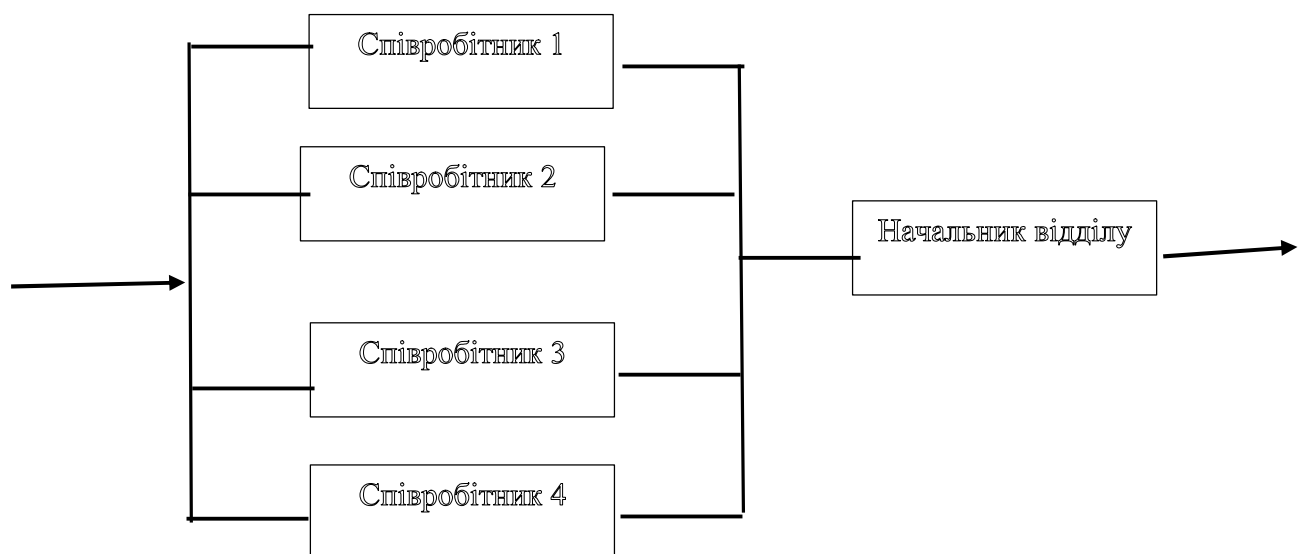 Співробітник 1
Співробітник 2
Начальник відділу
Співробітник 3
Співробітник 4